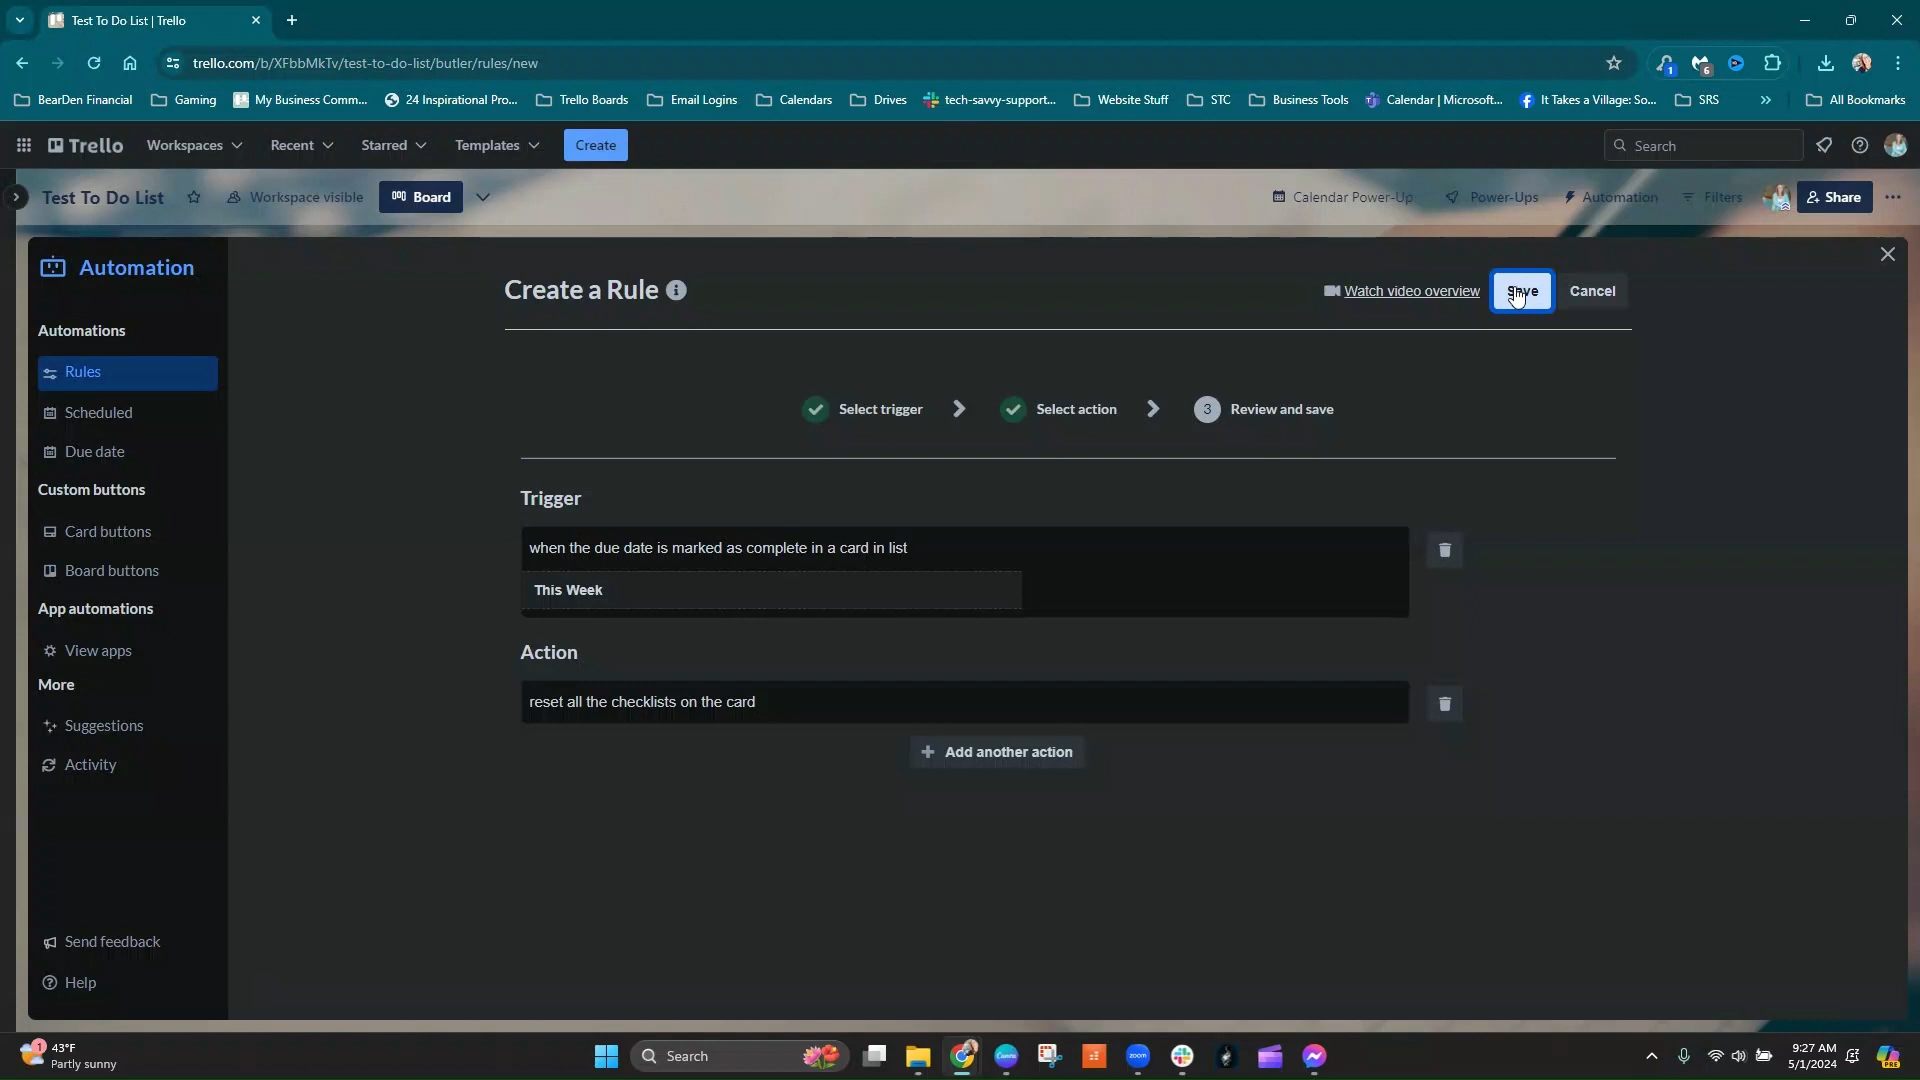 Test To Do List | Trello
trello.com/b/XFbbMkTv/test-to-do-list/butler/rules/new
1
6
BearDen Financial
Gaming
My Business Comm...
24 Inspirational Pro...
Trello Boards
Email Logins
Calendars
Drives
tech-savvy-support...
Website Stuff
STC
Business Tools
Calendar | Microsoft...
It Takes a Village: So...
SRS
All Bookmarks
Trello
Workspaces
Recent
Starred
Templates
Create
Search
Test To Do List
Workspace visible
Board
Calendar Power-Up
Power-Ups
Automation
Filters
Share
Automation
Automations
Rules
Scheduled
Due date
Custom buttons
Card buttons
Board buttons
App automations
View apps
More
Suggestions
Activity
Send feedback
Help
Create a Rule
Watch video overview
Save
Cancel
Select trigger
Select action
3 Review and save
Trigger
when the due date is marked as complete in a card in list
This Week
Action
reset all the checklists on the card
Add another action
1
43°F
Partly sunny
Search
Canva
zoom
9:27 AM
5/1/2024
PRE